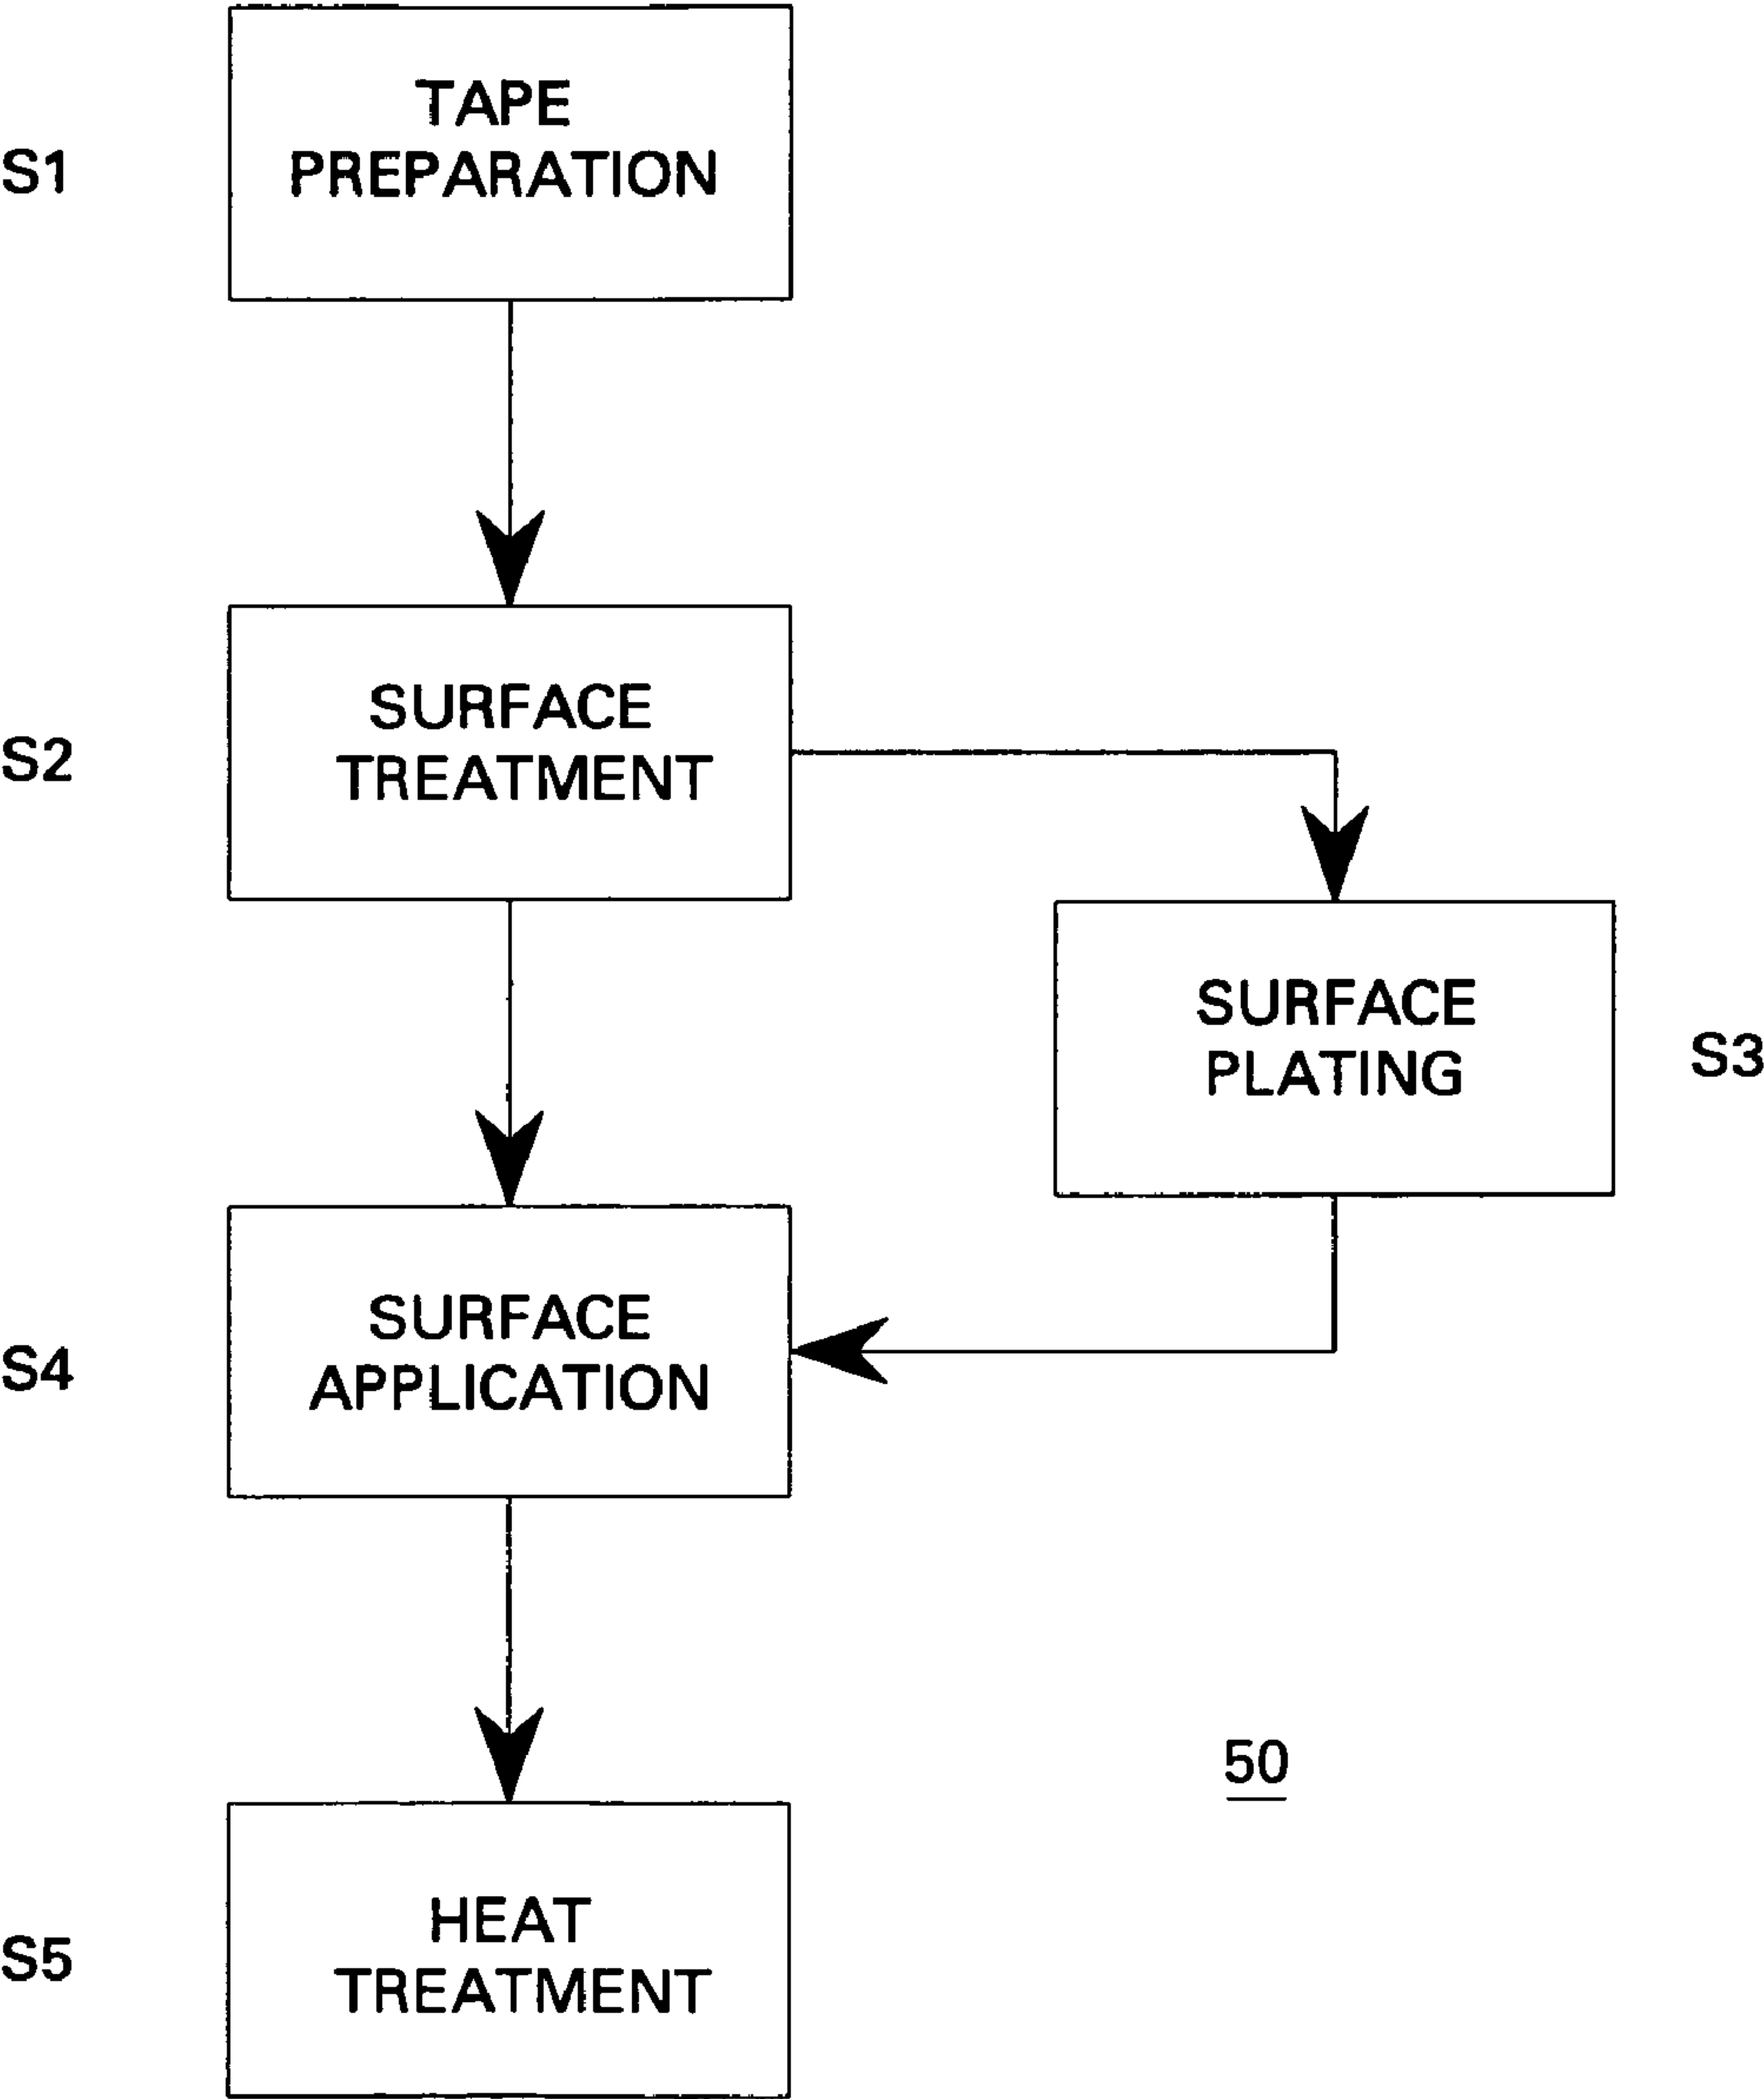 TAPE
PREPARATION
S1
SURFACE
TREATMENT
S2
SURFACE
PLATING
S3
SURFACE
APPLICATION
S4
50
HEAT
TREATMENT
S5